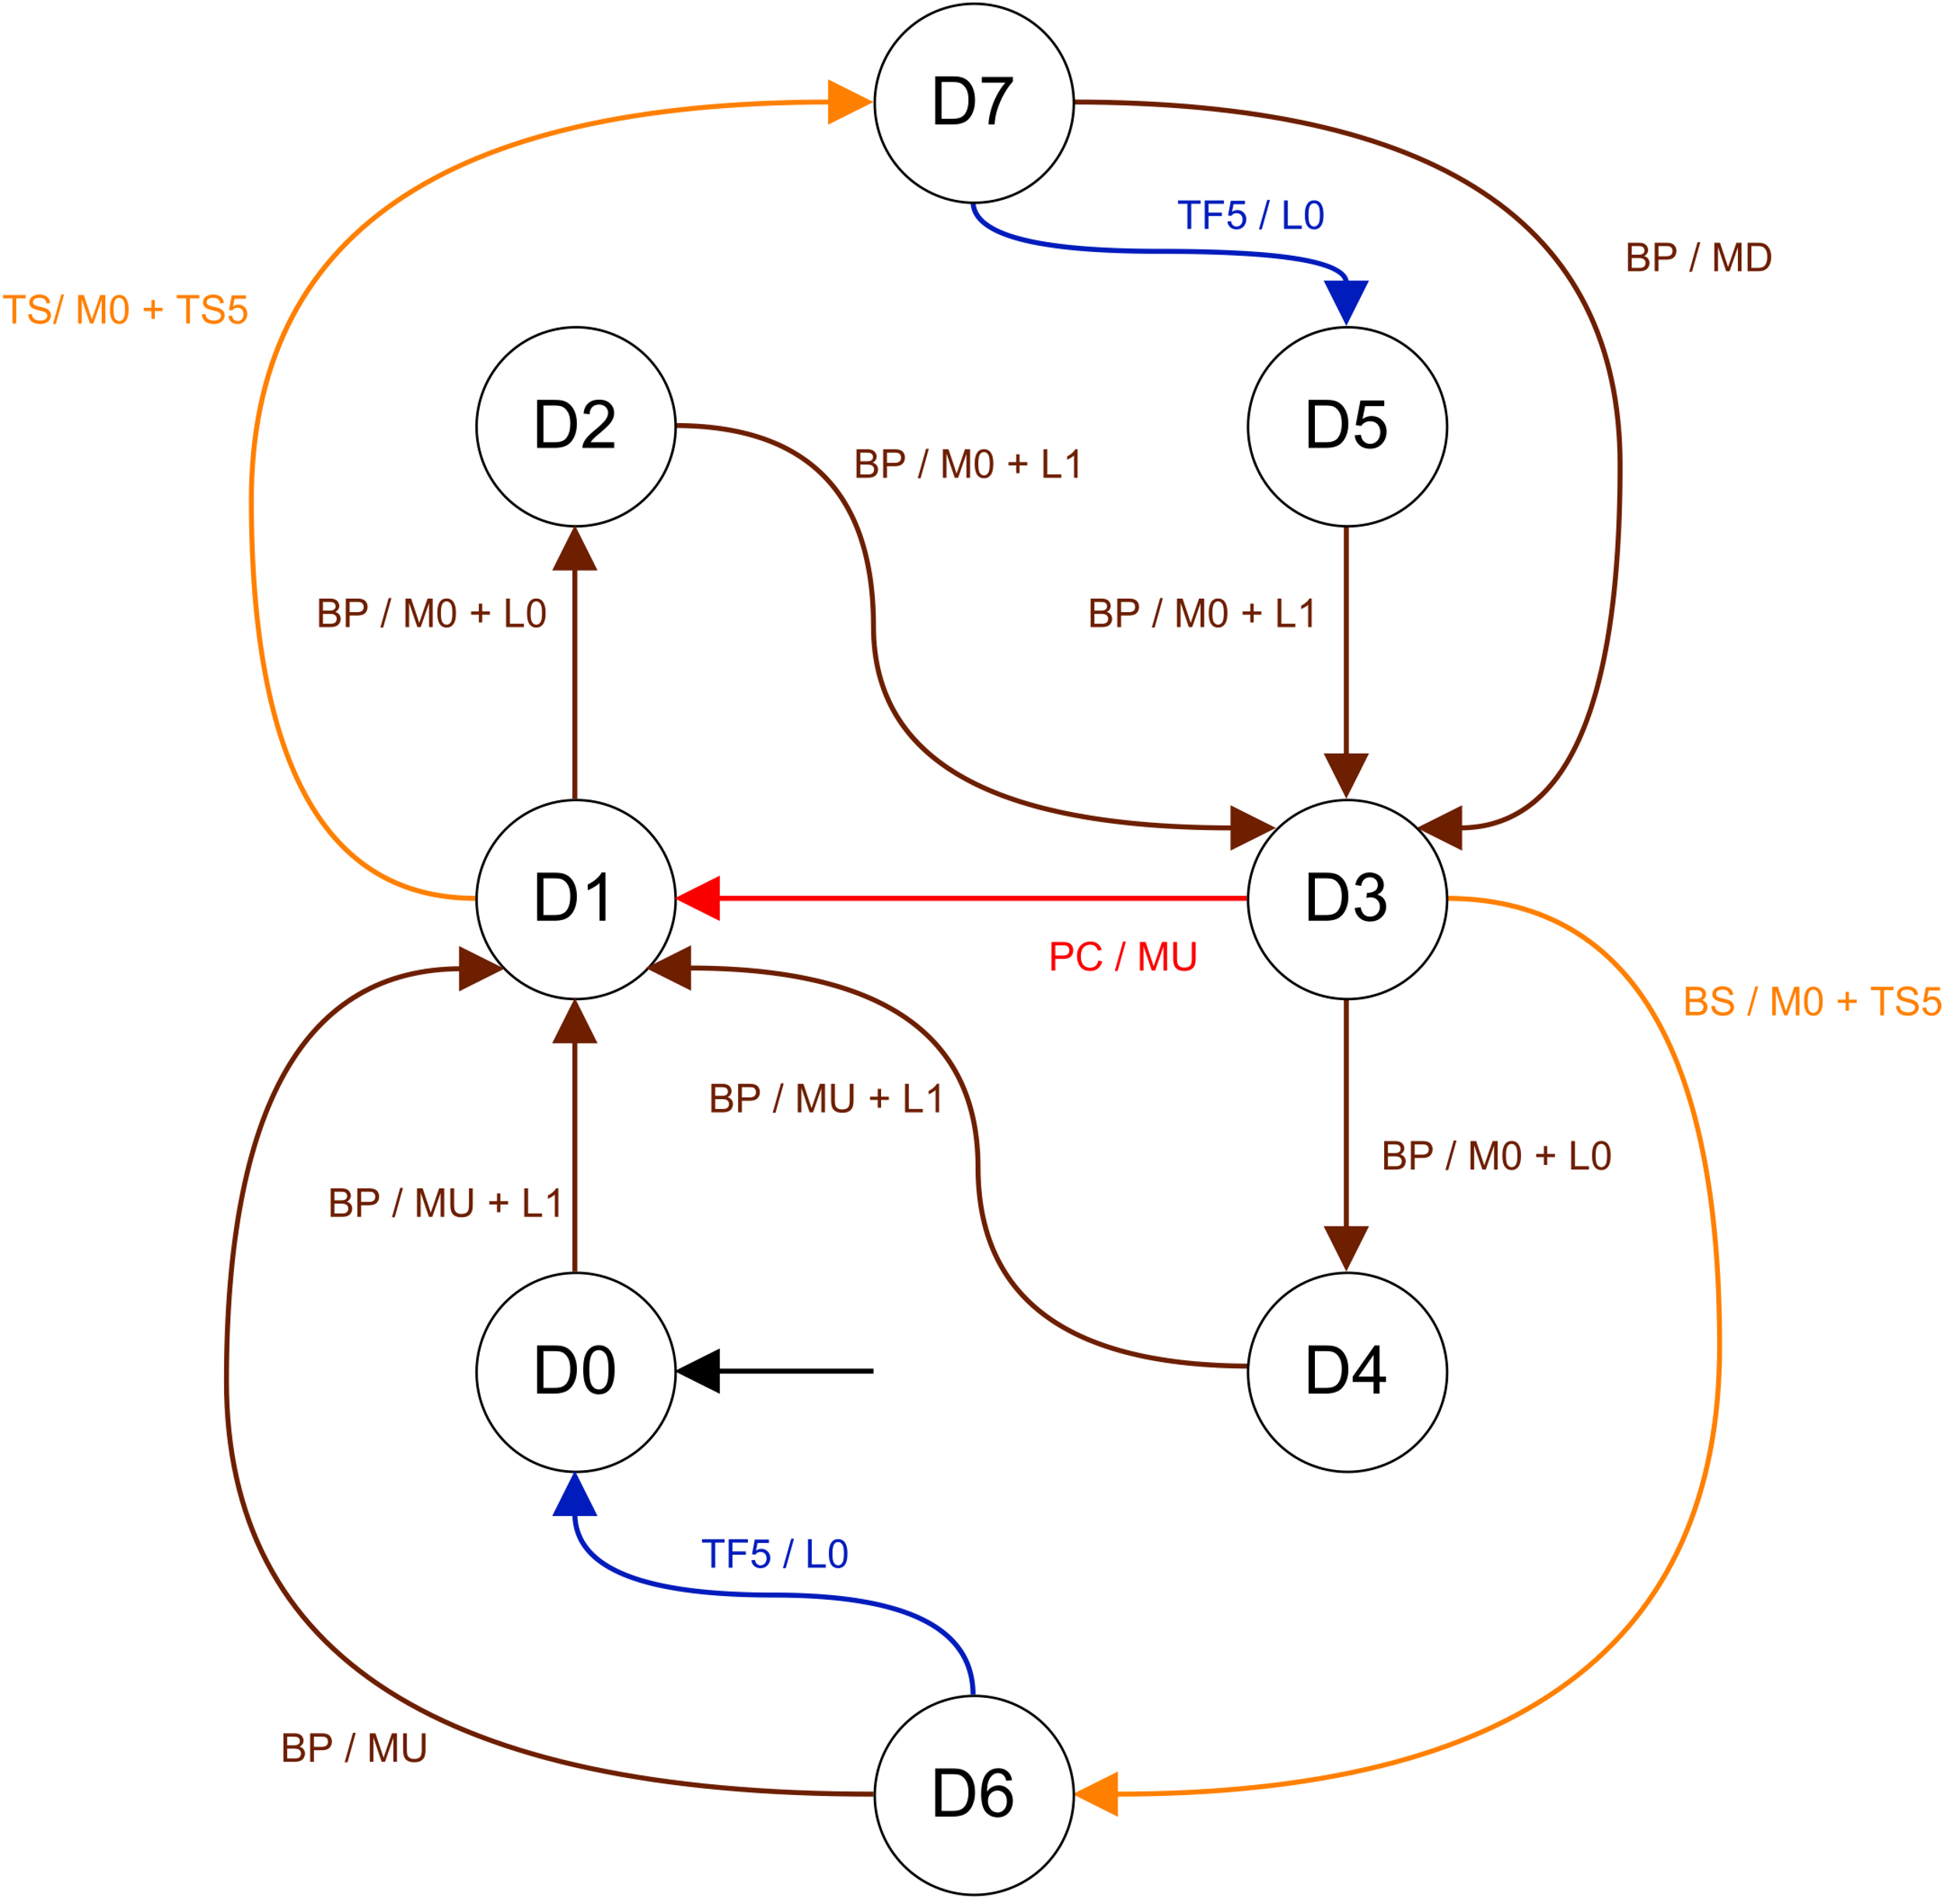 D7
TF5 / L0
BP / MD
TS/ M0 + TS5
D2
D5
BP / M0 + L1
BP / M0 + L0
BP / M0 + L1
D1
D3
PC / MU
BS / M0 + TS5
BP / MU + L1
BP / M0 + L0
BP / MU + L1
D0
D4
TF5 / L0
BP / MU
D6